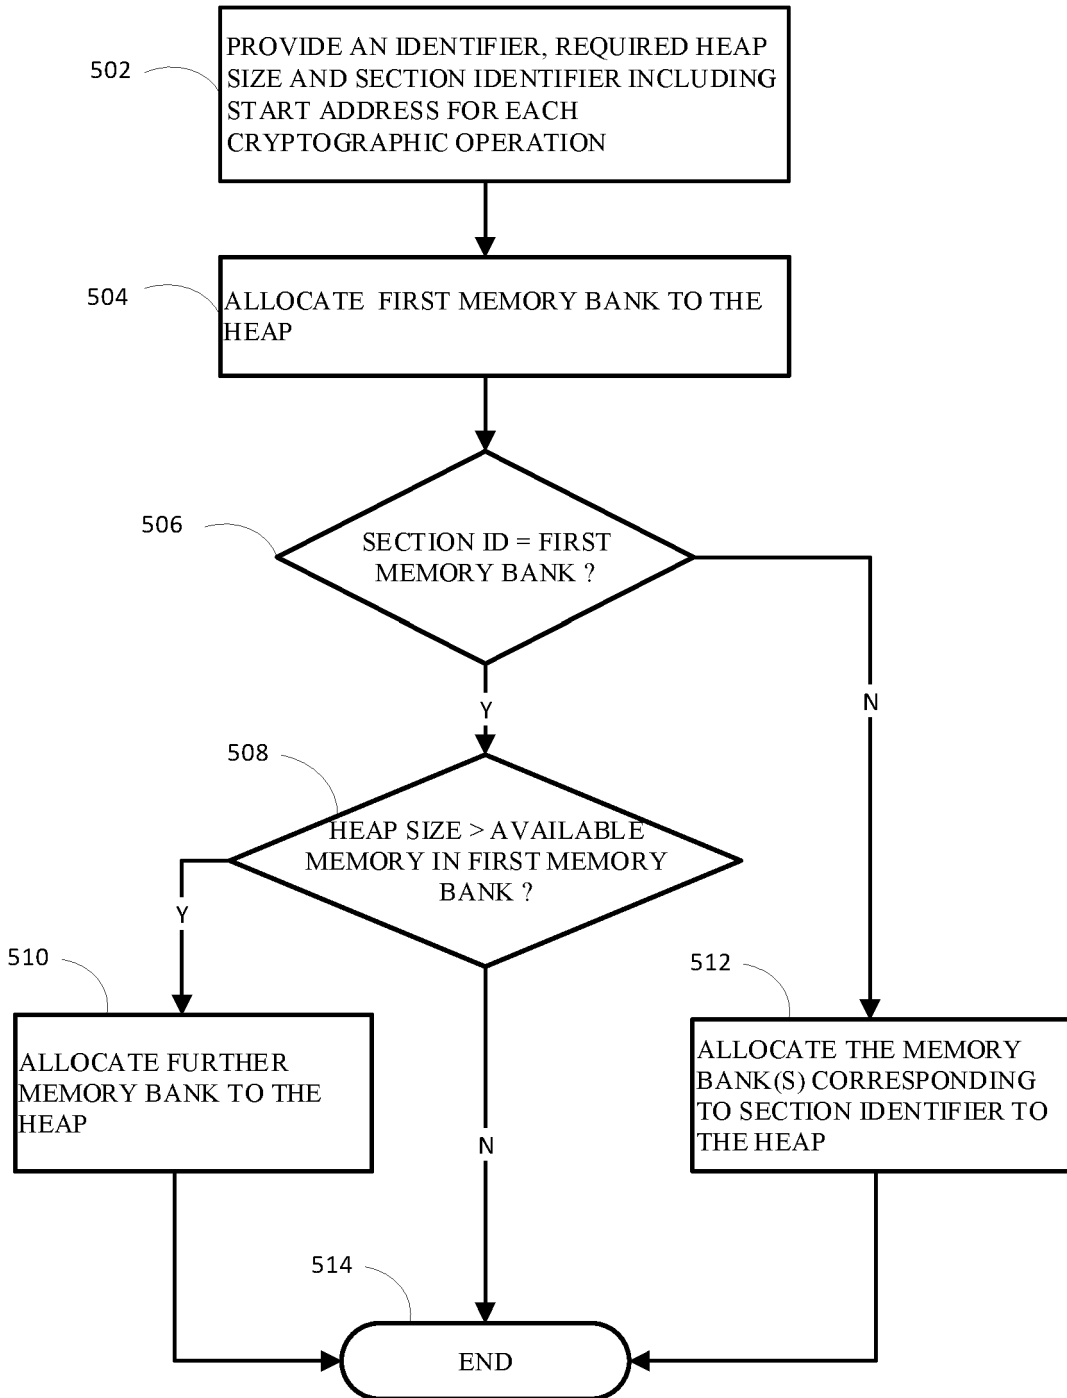 502
PROVIDE AN IDENTIFIER, REQUIRED HEAP
SIZE AND SECTION IDENTIFIER INCLUDING
START ADDRESS FOR EACH
CRYPTOGRAPHIC OPERATION
504
ALLOCATE FIRST MEMORY BANK TO THE
HEAP
506
SECTION ID = FIRST
MEMORY BANK ?
N
Y
508
HEAP SIZE > AVAILABLE
MEMORY IN FIRST MEMORY
BANK ?
Y
510
ALLOCATE FURTHER
MEMORY BANK TO THE
HEAP
N
512
ALLOCATE THE MEMORY
BANK(S) CORRESPONDING
TO SECTION IDENTIFIER TO
THE HEAP
514
END